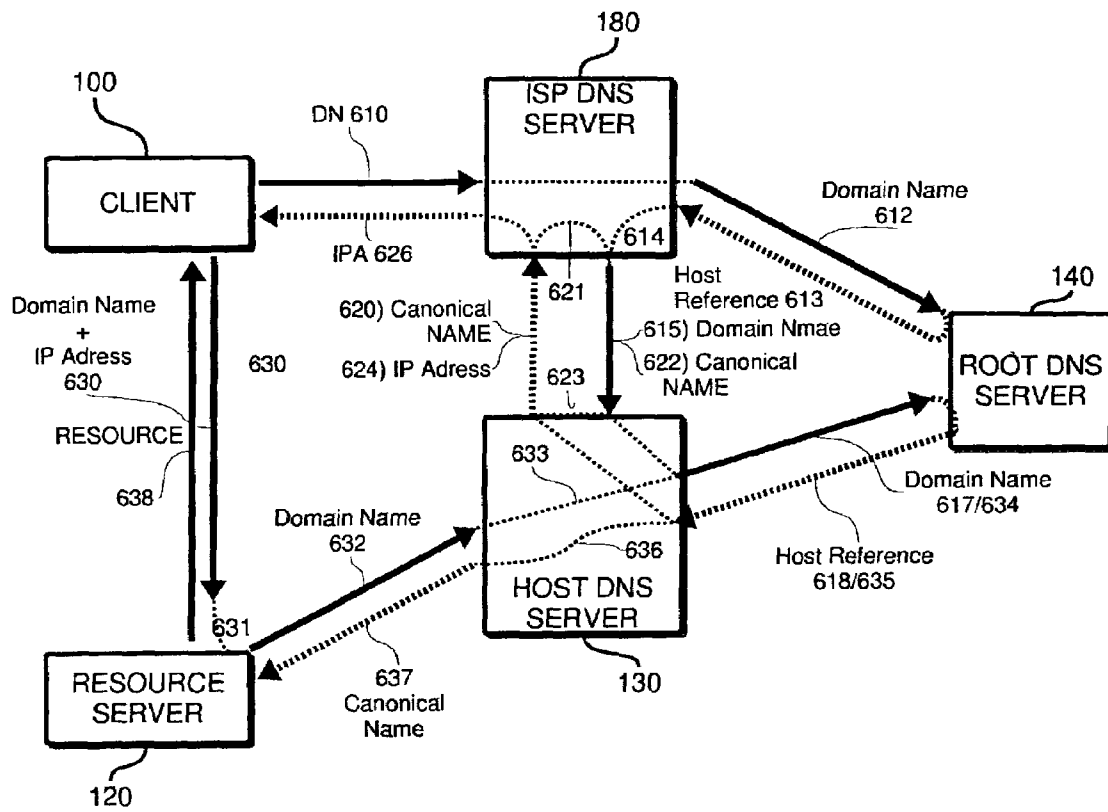 180
100
ISP DNS
SERVER
DN 610
CLIENT
Domain Name
612
614
IPA 626
Host
Reference 613
140
621
Domain Name
+
IP Adress
630
630
620) Canonical
NAME
624) IP Adress
615) Domain Nmae
622) Canonical
NAME
ROOT DNS
SERVER
623
RESOURCE
638
633
Domain Name
632
Domain Name
617/634
636
Host Reference
618/635
HOST DNS
SERVER
631
637
Canonical
Name
130
RESOURCE
SERVER
120